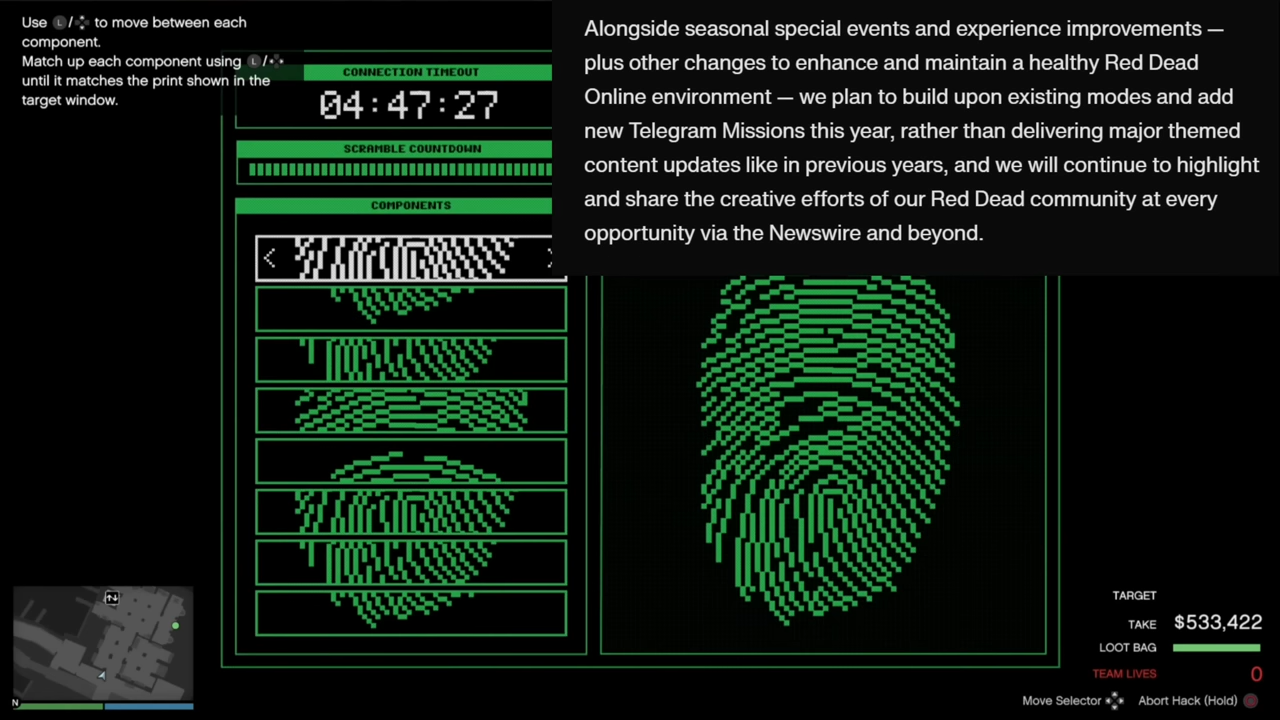 Use L/ to move between each
component.
Match up each component using L/
until it matches the print shown in the
target window.
Alongside seasonal special events and experience improvements —
plus other changes to enhance and maintain a healthy Red Dead
Online environment — we plan to build upon existing modes and add
new Telegram Missions this year, rather than delivering major themed
content updates like in previous years, and we will continue to highlight
and share the creative efforts of our Red Dead community at every
opportunity via the Newswire and beyond.
CONNECTION TIMEOUT
04:47:27
SCRAMBLE COUNTDOWN
COMPONENTS
N
TARGET
TAKE $533,422
LOOT BAG
TEAM LIVES 0
Move Selector Abort Hack (Hold)